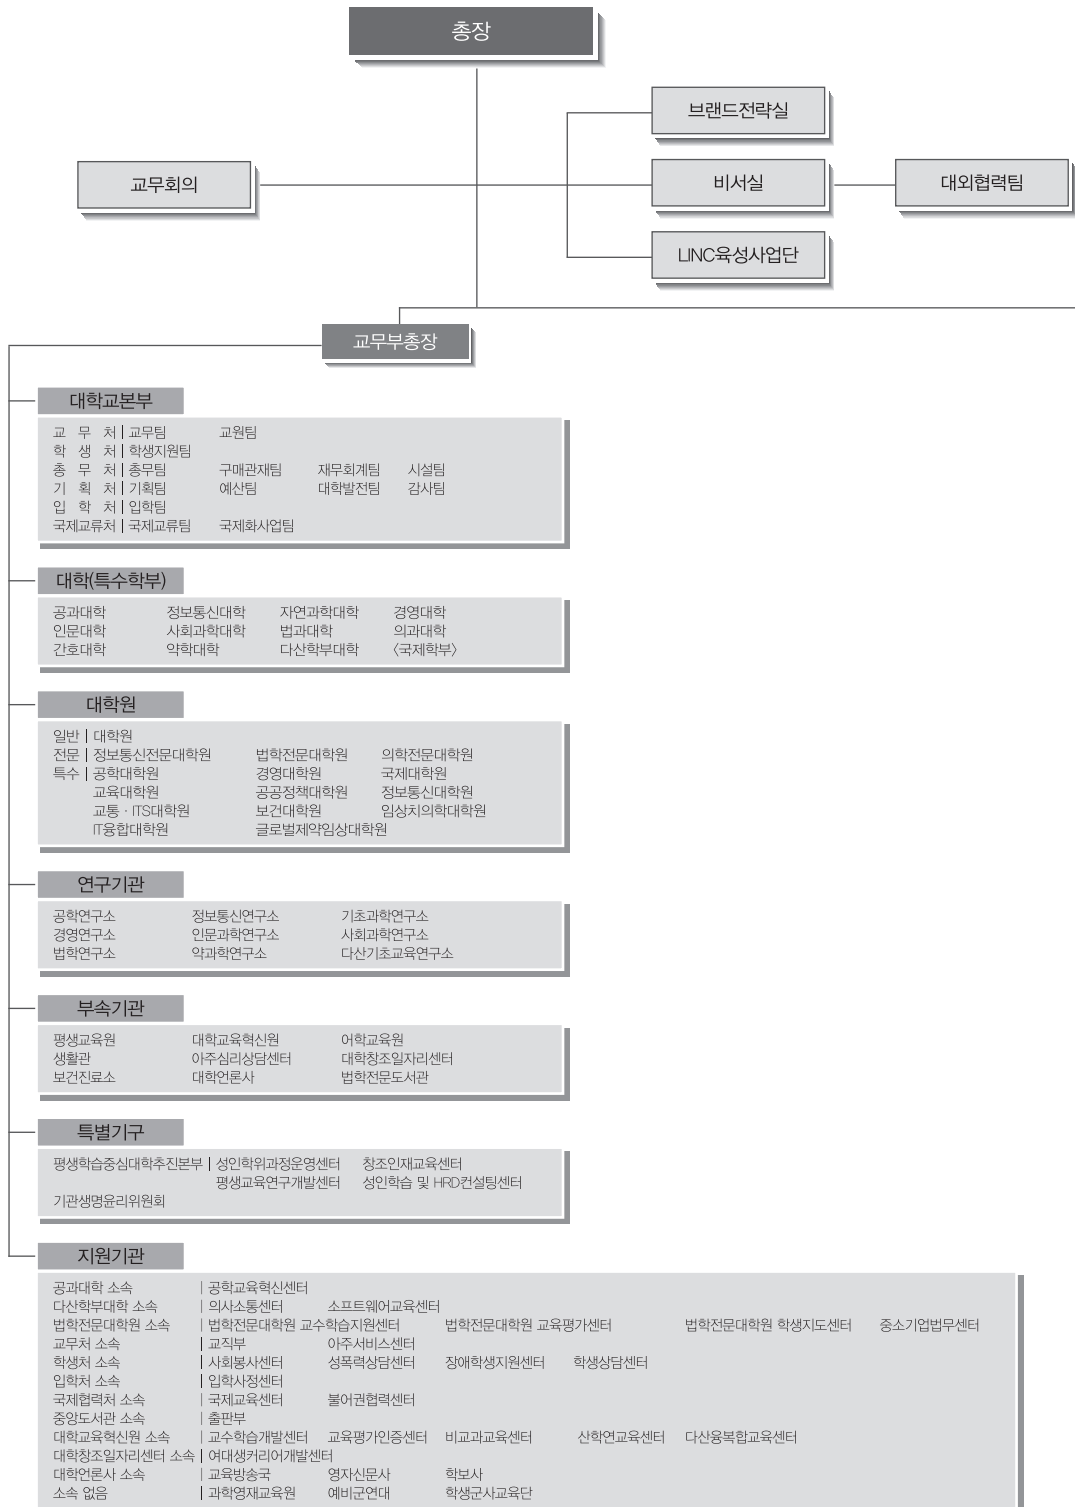 총장
브랜드전략실
교무회의
비서실
대외협력팀
LINC육성사업단
교무부총장
대학교본부
교 무 처 | 교무팀 교원팀
학 생 처 | 학생지원팀
총 무 처 | 총무팀 구매관재팀 재무회계팀 시설팀
기 획 처 | 기획팀 예산팀 대학발전팀 감사팀
입 학 처 | 입학팀
국제교류처 | 국제교류팀 국제화사업팀
대학(특수학부)
공과대학 정보통신대학 자연과학대학 경영대학
인문대학 사회과학대학 법과대학 의과대학
간호대학 약학대학 다산학부대학 〈국제학부〉
대학원
일반 | 대학원
전문 | 정보통신전문대학원 법학전문대학원 의학전문대학원
특수 | 공학대학원 경영대학원 국제대학원
교육대학원 공공정책대학원 정보통신대학원
교통 · ITS대학원 보건대학원 임상치의학대학원
IT융합대학원 글로벌제약임상대학원
연구기관
공학연구소 정보통신연구소 기초과학연구소
경영연구소 인문과학연구소 사회과학연구소
법학연구소 약과학연구소 다산기초교육연구소
부속기관
평생교육원 대학교육혁신원 어학교육원
생활관 아주심리상담센터 대학창조일자리센터
보건진료소 대학언론사 법학전문도서관
특별기구
평생학습중심대학추진본부 | 성인학위과정운영센터 창조인재교육센터
평생교육연구개발센터 성인학습 및 HRD컨설팅센터
기관생명윤리위원회
지원기관
공과대학 소속 | 공학교육혁신센터
다산학부대학 소속 | 의사소통센터 소프트웨어교육센터
법학전문대학원 소속 | 법학전문대학원 교수학습지원센터 법학전문대학원 교육평가센터 법학전문대학원 학생지도센터 중소기업법무센터
교무처 소속 | 교직부 아주서비스센터
학생처 소속 | 사회봉사센터 성폭력상담센터 장애학생지원센터 학생상담센터
입학처 소속 | 입학사정센터
국제협력처 소속 | 국제교육센터 불어권협력센터
중앙도서관 소속 | 출판부
대학교육혁신원 소속 | 교수학습개발센터 교육평가인증센터 비교과교육센터 산학연교육센터 다산융복합교육센터
대학창조일자리센터 소속 | 여대생커리어개발센터
대학언론사 소속 | 교육방송국 영자신문사 학보사
소속 없음 | 과학영재교육원 예비군연대 학생군사교육단